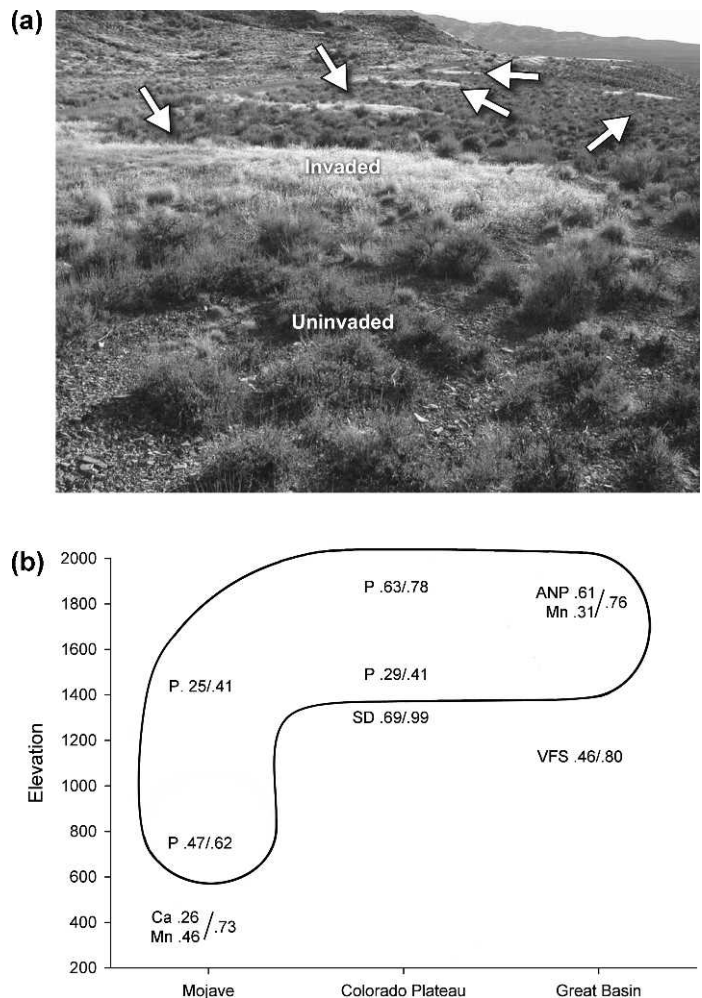 (a)
Invaded
Uninvaded
(b)
2000
1800
1600
1400
1200
1000
800
600
400
200
Elevation
P .63/.78
ANP .61
Mn .31/.76
P. 25/.41
P .29/.41
SD .69/.99
VFS .46/.80
P .47/.62
Ca .26
Mn .46/.73
Mojave
Colorado Plateau
Great Basin